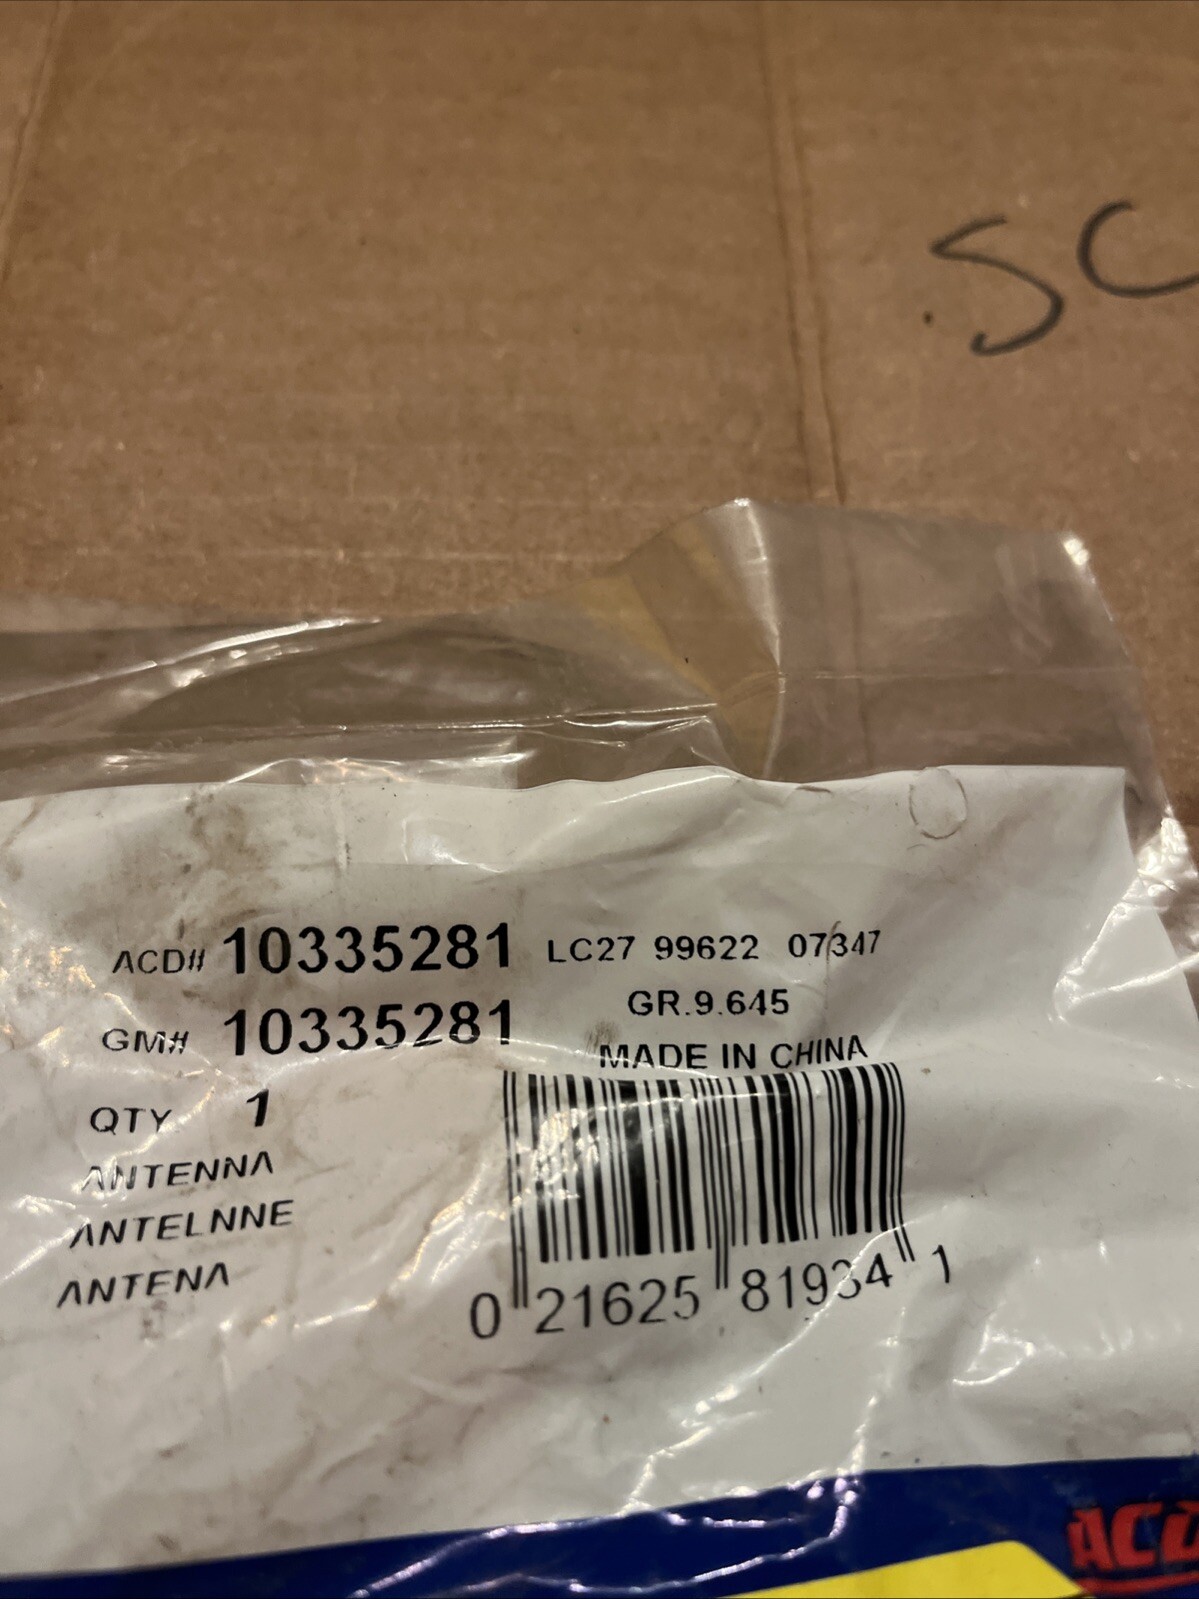 SC
ACD# 10335281 LC27 99622 07347
GR.9.645
GM# 10335281
MADE IN CHINA
QTY 1
ANTENNA
ANTELNNE
ANTENA
0 21625 81934 1